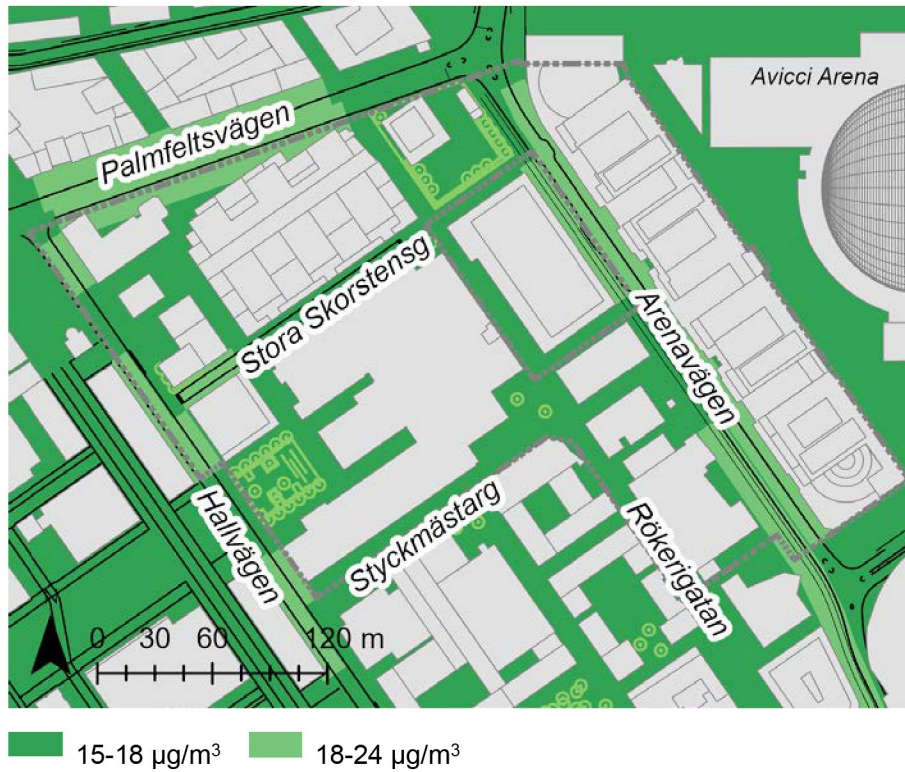 Avicci Arena
Palmfeltsvägen
Stora Skorstensg
Arenavägen
Hallvägen
Styckmästarg
Rökerigatan
0 30 60 120 m
15-18 µg/m³ 18-24 µg/m³